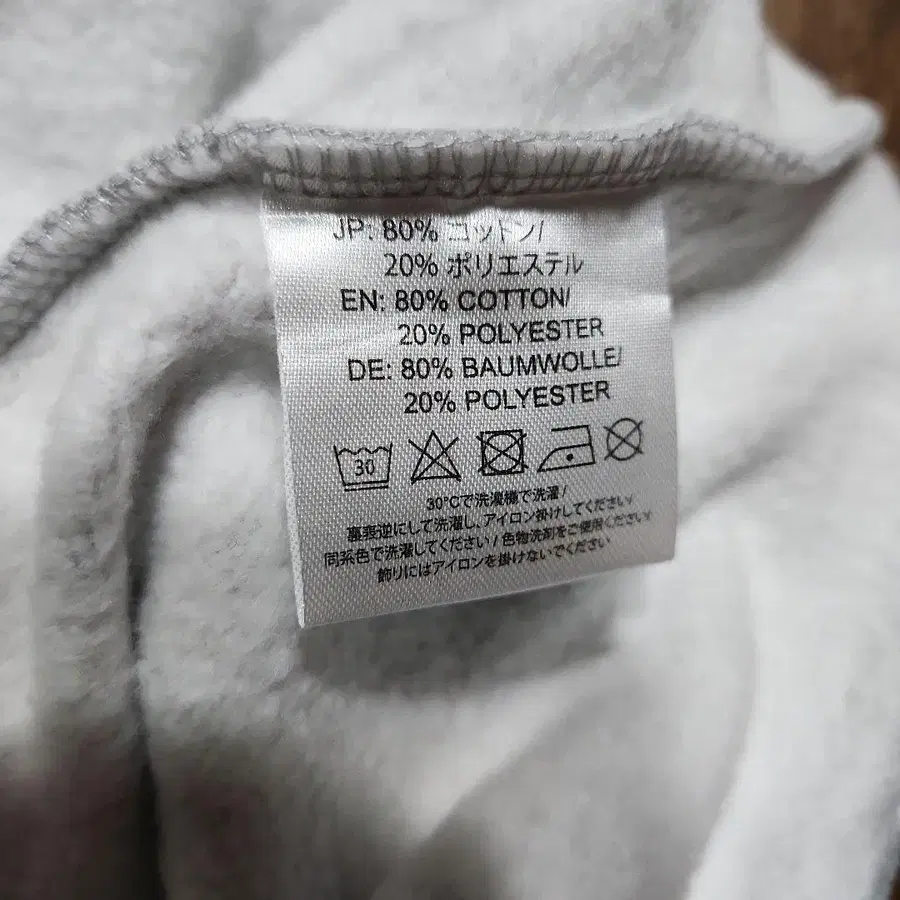 JP: 80% コットン/
20% ポリエステル
EN: 80% COTTON/
20% POLYESTER
DE: 80% BAUMWOLLE/
20% POLYESTER
30
30°Cで洗濯機で洗濯/
裏表逆にして洗濯し、アイロン掛けしてください/
同系色で洗濯してください / 色物洗剤をご使用ください/
飾りにはアイロンを掛けないでください